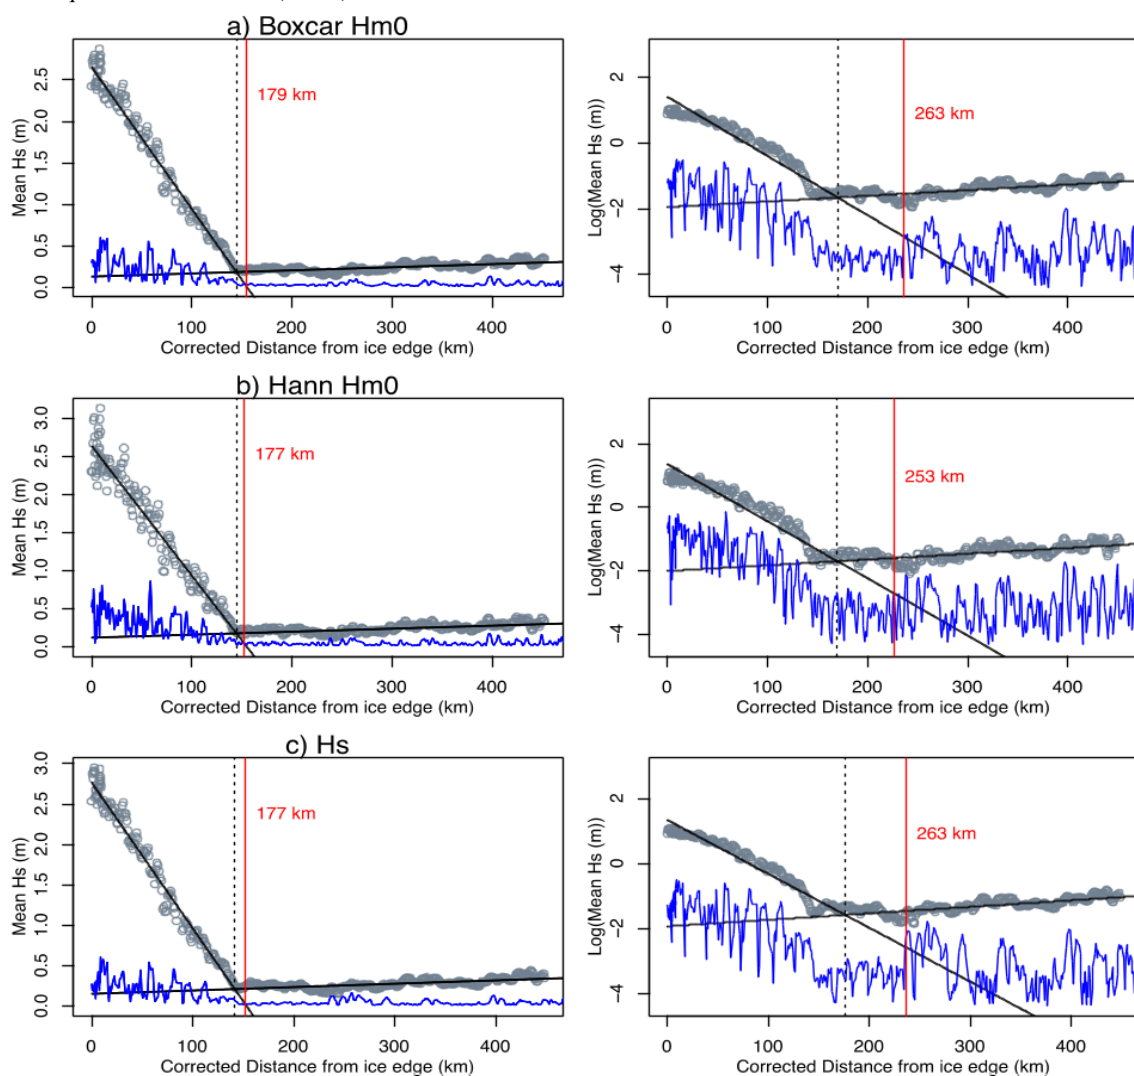 a) Boxcar Hm0
Mean Hs (m)
0.0 0.5 1.0 1.5 2.0 2.5
179 km
0 100 200 300 400
Corrected Distance from ice edge (km)
Log(Mean Hs (m))
−4 −2 0 2
263 km
0 100 200 300 400
Corrected Distance from ice edge (km)
b) Hann Hm0
Mean Hs (m)
0.0 0.5 1.0 1.5 2.0 2.5 3.0
177 km
0 100 200 300 400
Corrected Distance from ice edge (km)
Log(Mean Hs (m))
−4 −2 0 2
253 km
0 100 200 300 400
Corrected Distance from ice edge (km)
c) Hs
Mean Hs (m)
0.0 0.5 1.0 1.5 2.0 2.5 3.0
177 km
0 100 200 300 400
Corrected Distance from ice edge (km)
Log(Mean Hs (m))
−4 −2 0 2
263 km
0 100 200 300 400
Corrected Distance from ice edge (km)